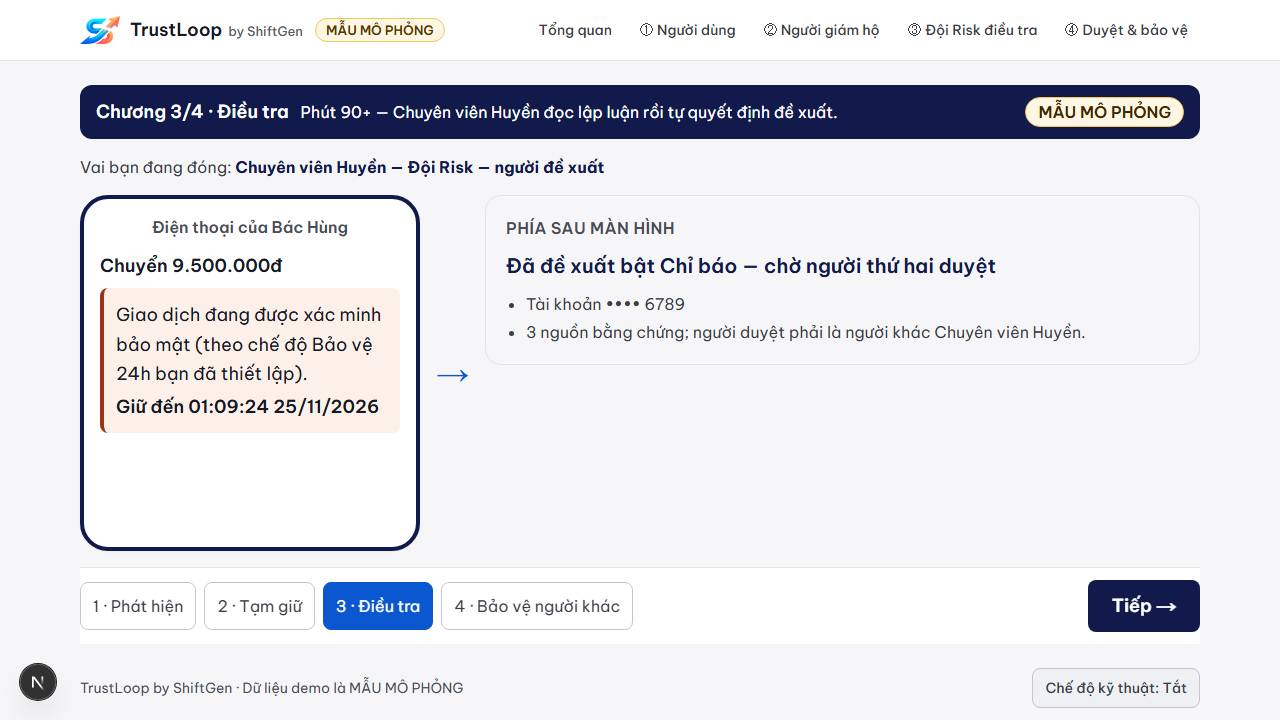 TrustLoop by ShiftGen MẪU MÔ PHỎNG Tổng quan ① Người dùng ② Người giám hộ ③ Đội Risk điều tra ④ Duyệt & bảo vệ
Chương 3/4 · Điều tra Phút 90+ — Chuyên viên Huyền đọc lập luận rồi tự quyết định đề xuất. MẪU MÔ PHỎNG
Vai bạn đang đóng: Chuyên viên Huyền — Đội Risk — người đề xuất
Điện thoại của Bác Hùng
Chuyển 9.500.000đ
Giao dịch đang được xác minh
bảo mật (theo chế độ Bảo vệ
24h bạn đã thiết lập).
Giữ đến 01:09:24 25/11/2026
→
PHÍA SAU MÀN HÌNH
Đã đề xuất bật Chỉ báo — chờ người thứ hai duyệt
• Tài khoản •••• 6789
• 3 nguồn bằng chứng; người duyệt phải là người khác Chuyên viên Huyền.
1 · Phát hiện 2 · Tạm giữ 3 · Điều tra 4 · Bảo vệ người khác Tiếp →
N
TrustLoop by ShiftGen · Dữ liệu demo là MẪU MÔ PHỎNG Chế độ kỹ thuật: Tắt